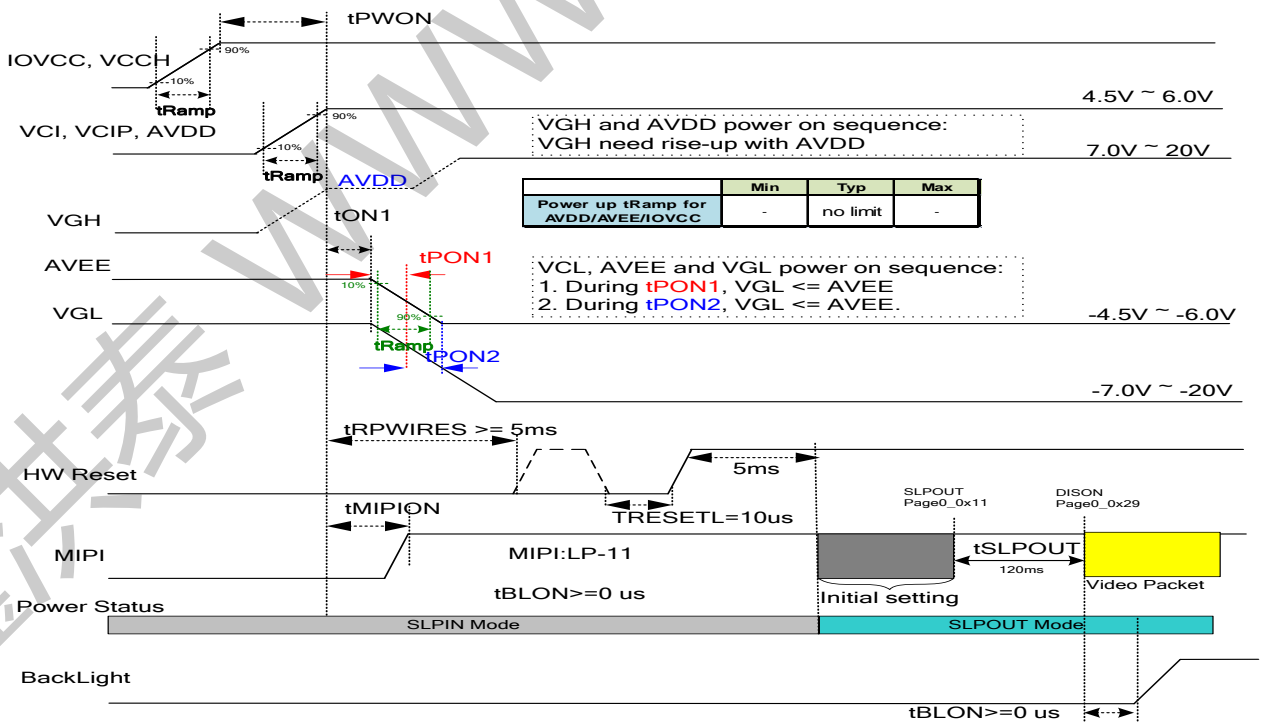 tPWON
IOVCC, VCCH
90%
10%
tRamp
4.5V ~ 6.0V
VCI, VCIP, AVDD
90%
10%
tRamp
VGH and AVDD power on sequence:
VGH need rise-up with AVDD
7.0V ~ 20V
AVDD
Min Typ Max
Power up tRamp for AVDD/AVEE/IOVCC - no limit -
VGH
tON1
AVEE
tPON1
10%
VCL, AVEE and VGL power on sequence:
1. During tPON1, VGL <= AVEE
2. During tPON2, VGL <= AVEE.
VGL
90%
-4.5V ~ -6.0V
tRamp
tPON2
-7.0V ~ -20V
tRPWIRES >= 5ms
HW Reset
5ms
TRESETL=10us
SLPOUT
Page0_0x11
DISON
Page0_0x29
tMIPION
MIPI
MIPI:LP-11
tSLPOUT
120ms
tBLON>=0 us
Initial setting
Video Packet
Power Status
SLPIN Mode
SLPOUT Mode
BackLight
tBLON>=0 us
洪泰
WW